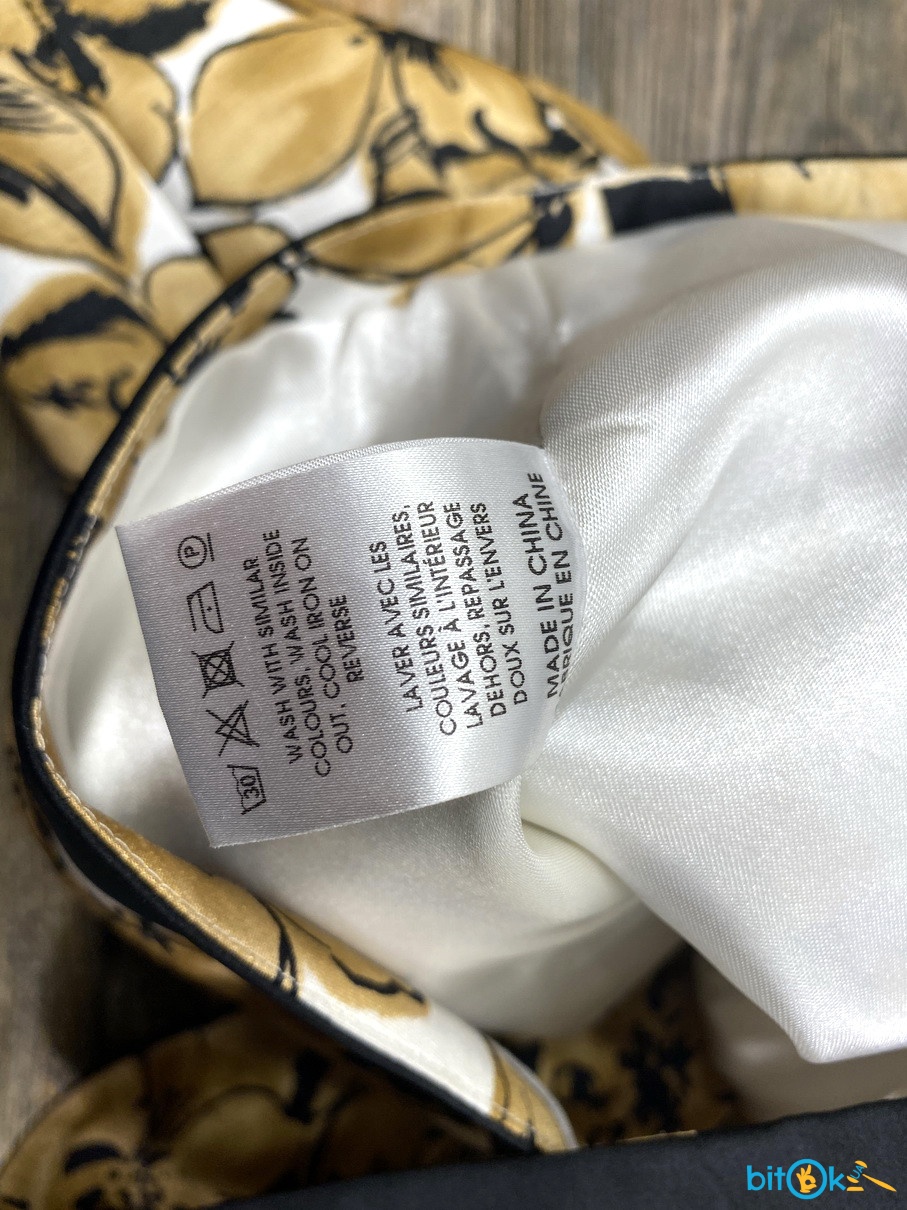 30
P
WASH WITH SIMILAR
COLOURS, WASH INSIDE
OUT, COOL IRON ON
REVERSE
LAVER AVEC LES
COULEURS SIMILAIRES,
LAVAGE À L'INTÉRIEUR
DEHORS, REPASSAGE
DOUX SUR L'ENVERS
MADE IN CHINA
EN CHINE
bitOk